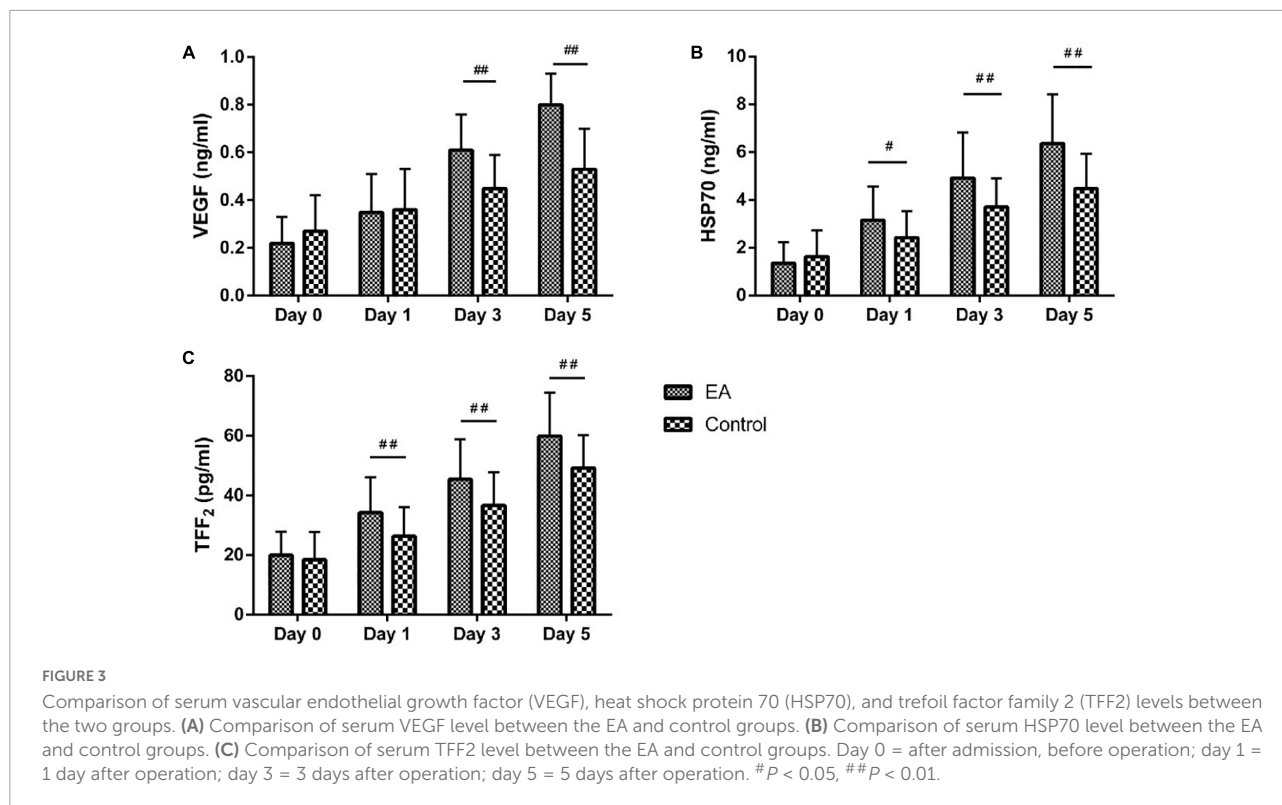 A
VEGF (ng/ml)
1.0
0.8
0.6
0.4
0.2
0.0
##
##
Day 0 Day 1 Day 3 Day 5
B
HSP70 (ng/ml)
10
8
6
4
2
0
#
##
##
Day 0 Day 1 Day 3 Day 5
C
TFF2 (pg/ml)
80
60
40
20
0
##
##
##
Day 0 Day 1 Day 3 Day 5
EA
Control
FIGURE 3
Comparison of serum vascular endothelial growth factor (VEGF), heat shock protein 70 (HSP70), and trefoil factor family 2 (TFF2) levels between
the two groups. (A) Comparison of serum VEGF level between the EA and control groups. (B) Comparison of serum HSP70 level between the EA
and control groups. (C) Comparison of serum TFF2 level between the EA and control groups. Day 0 = after admission, before operation; day 1 =
1 day after operation; day 3 = 3 days after operation; day 5 = 5 days after operation. #P < 0.05, ##P < 0.01.